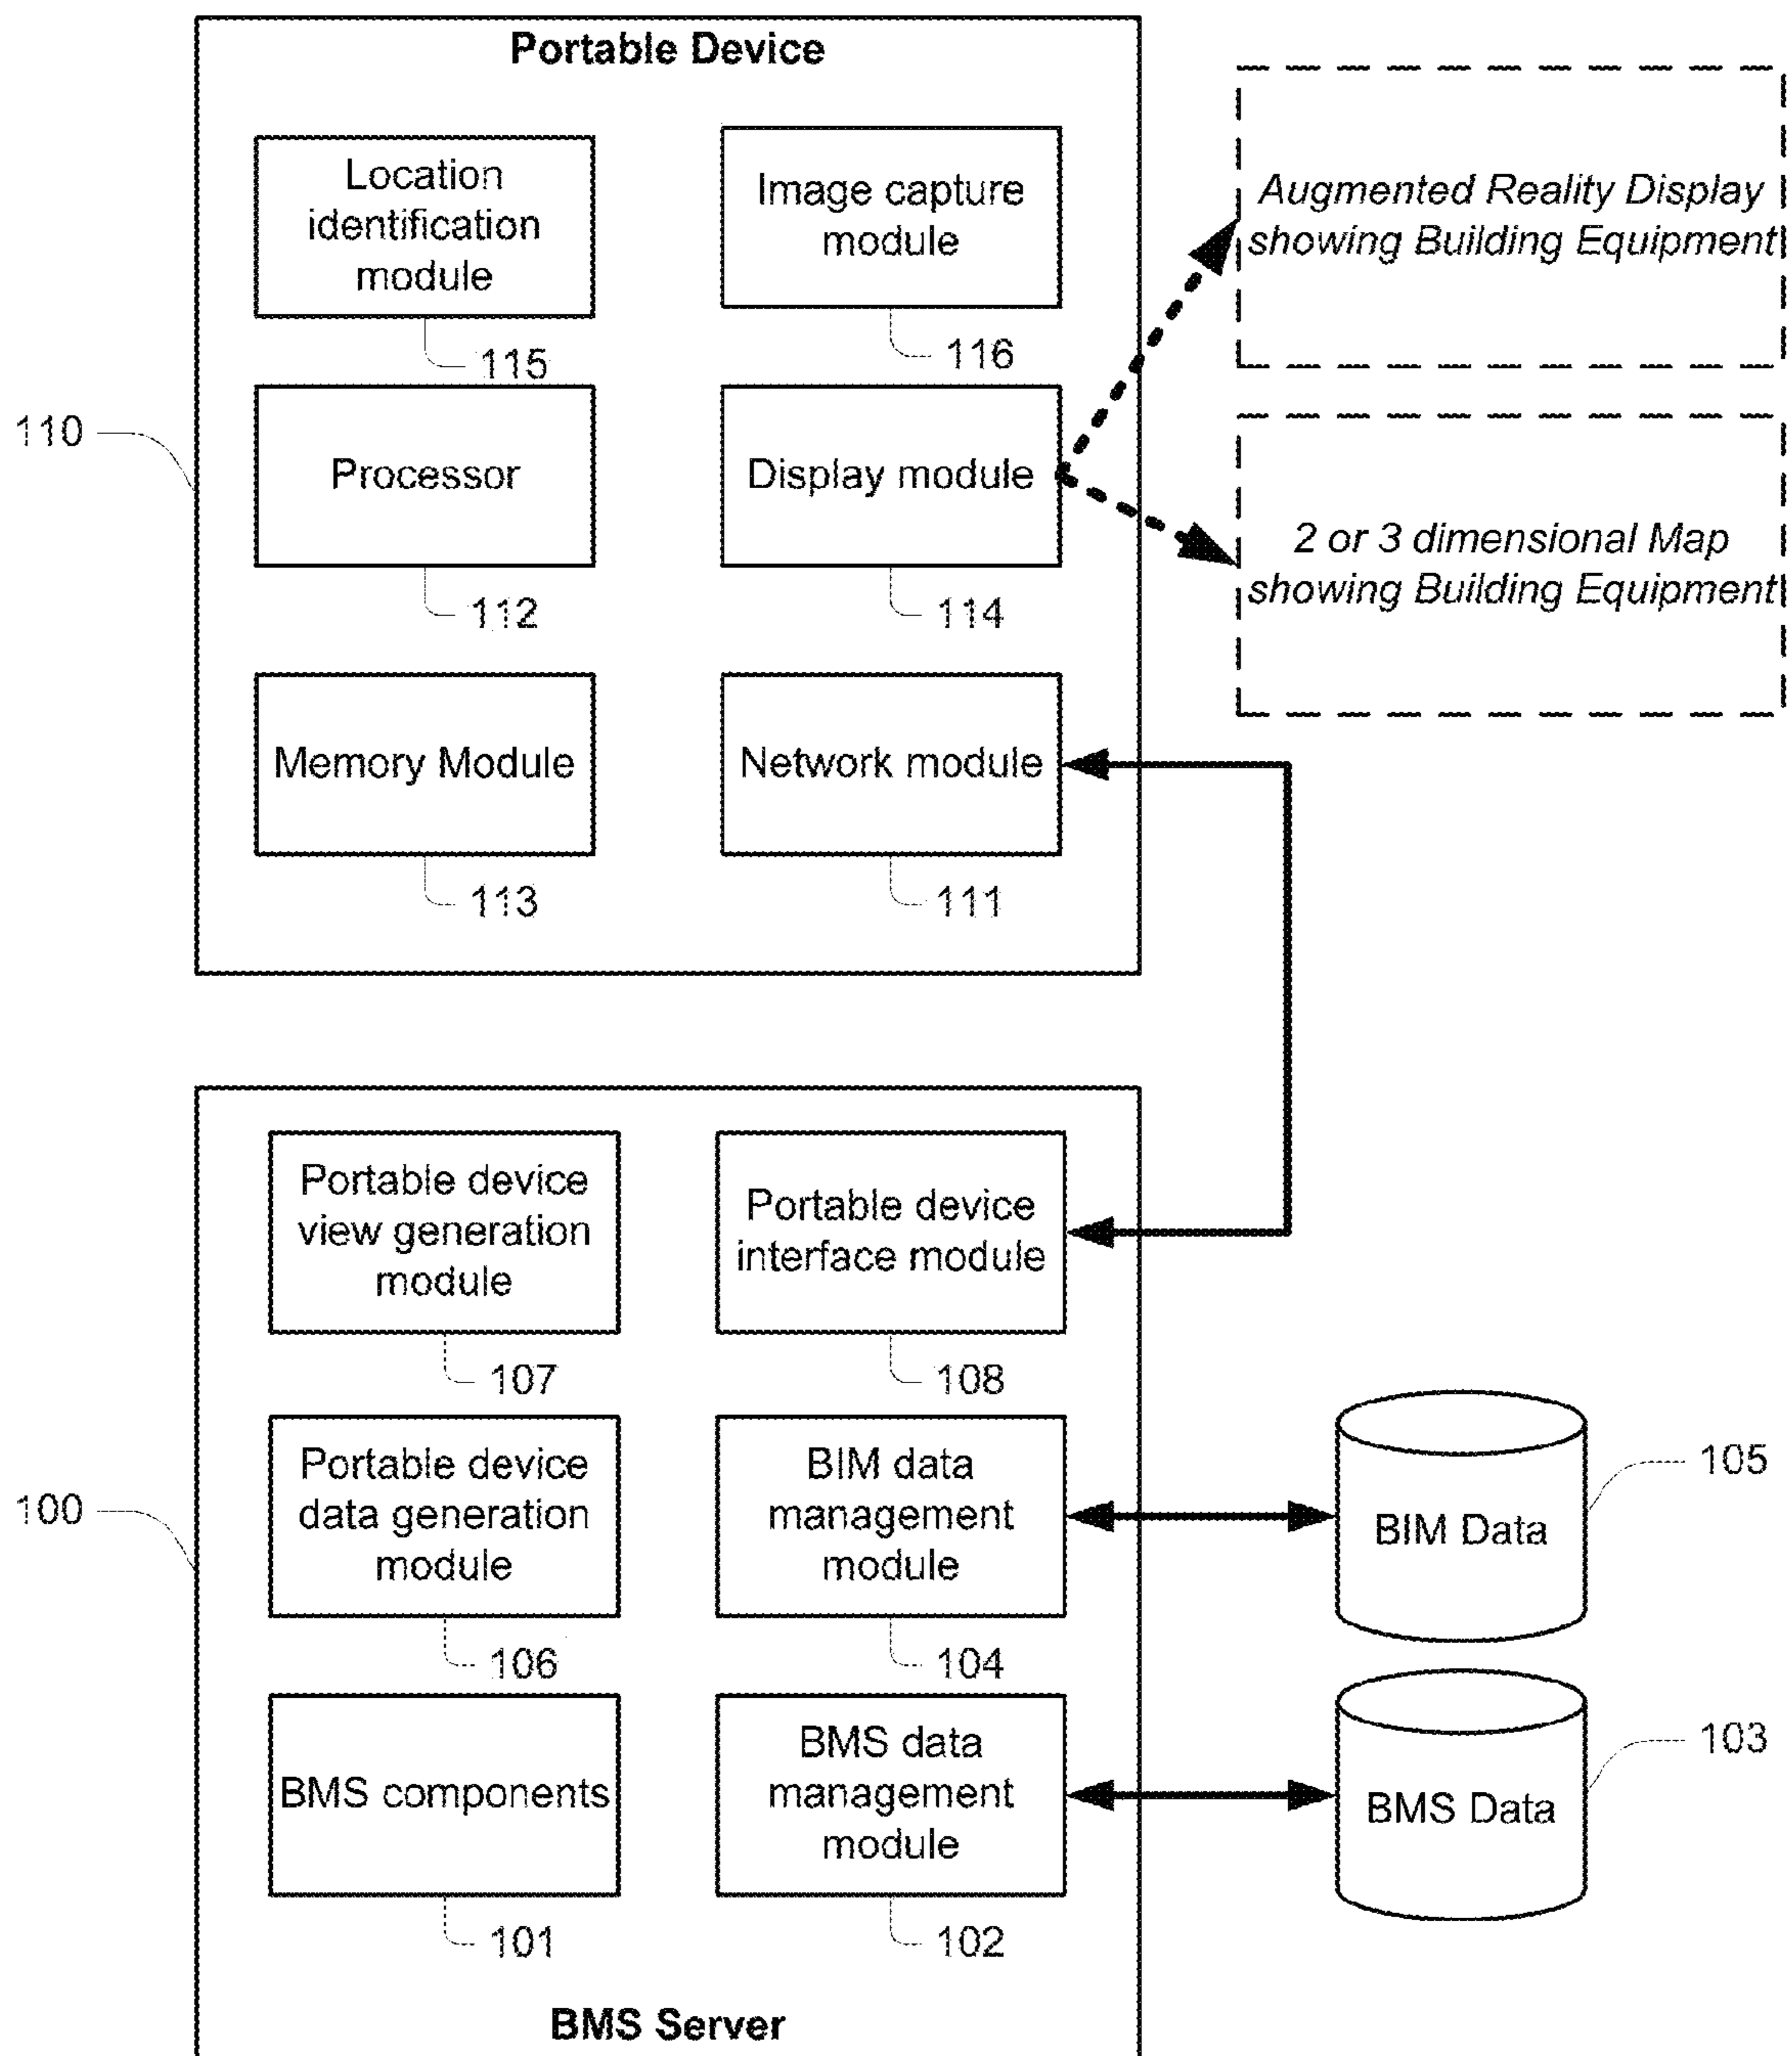 Portable Device
Location
identification
module
115
Image capture
module
116
Augmented Reality Display
showing Building Equipment
110
Processor
112
Display module
114
2 or 3 dimensional Map
showing Building Equipment
Memory Module
113
Network module
111
Portable device
view generation
module
107
Portable device
interface module
108
100
Portable device
data generation
module
106
BIM data
management
module
104
BIM Data
105
BMS components
101
BMS data
management
module
102
BMS Data
103
BMS Server